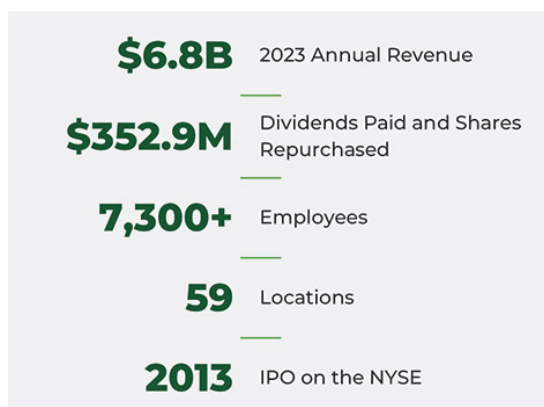 $6.8B 2023 Annual Revenue
$352.9M Dividends Paid and Shares
Repurchased
7,300+ Employees
59 Locations
2013 IPO on the NYSE